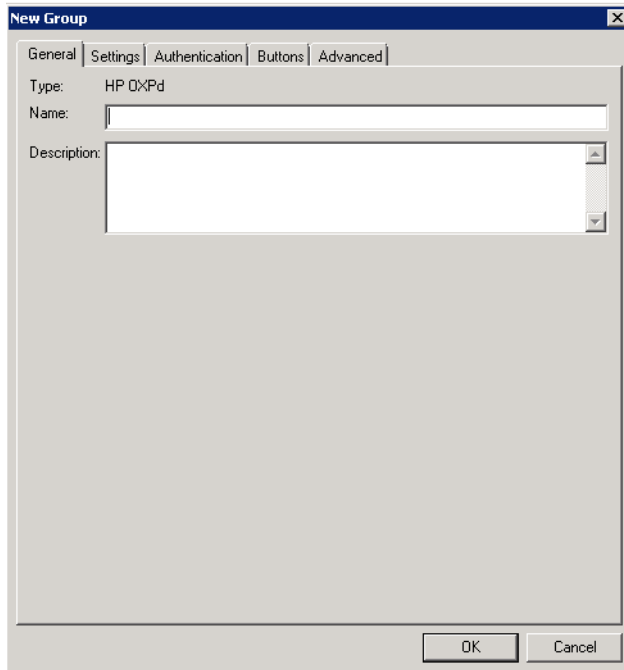 New Group
General Settings Authentication Buttons Advanced
Type: HP OXPd
Name:
Description:
OK Cancel